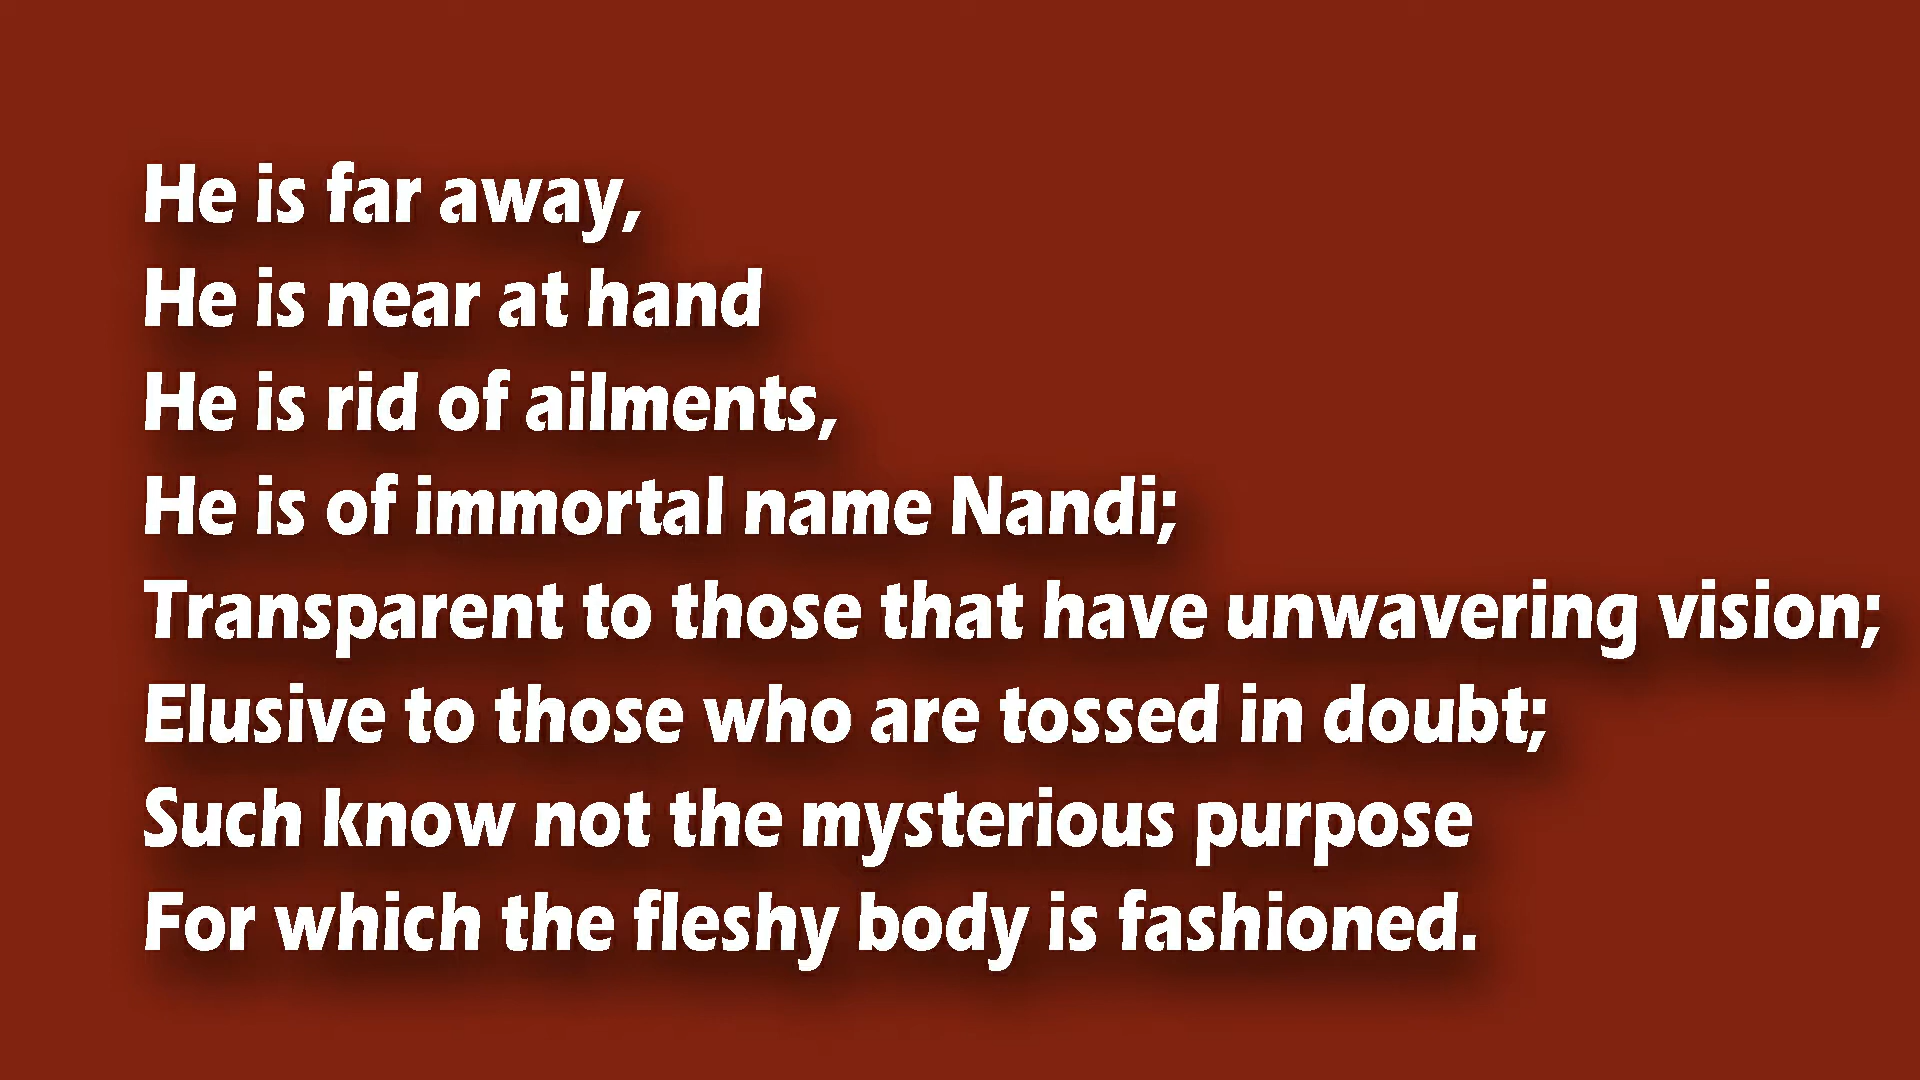 He is far away,
He is near at hand
He is rid of ailments,
He is of immortal name Nandi;
Transparent to those that have unwavering vision;
Elusive to those who are tossed in doubt;
Such know not the mysterious purpose
For which the fleshy body is fashioned.